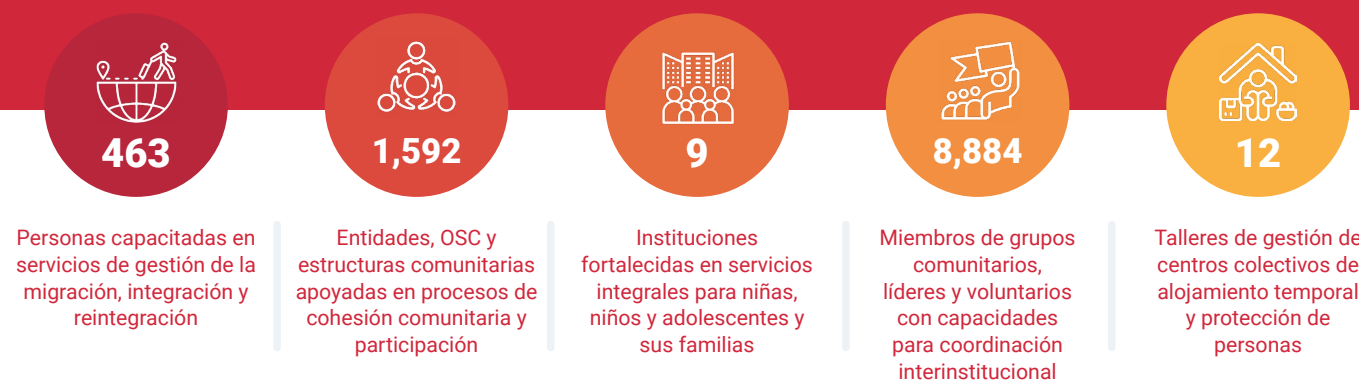 463
Personas capacitadas en
servicios de gestión de la
migración, integración y
reintegración
1,592
Entidades, OSC y
estructuras comunitarias
apoyadas en procesos de
cohesión comunitaria y
participación
9
Instituciones
fortalecidas en servicios
integrales para niñas,
niños y adolescentes y
sus familias
8,884
Miembros de grupos
comunitarios,
líderes y voluntarios
con capacidades
para coordinación
interinstitucional
12
Talleres de gestión de
centros colectivos de
alojamiento temporal
y protección de
personas